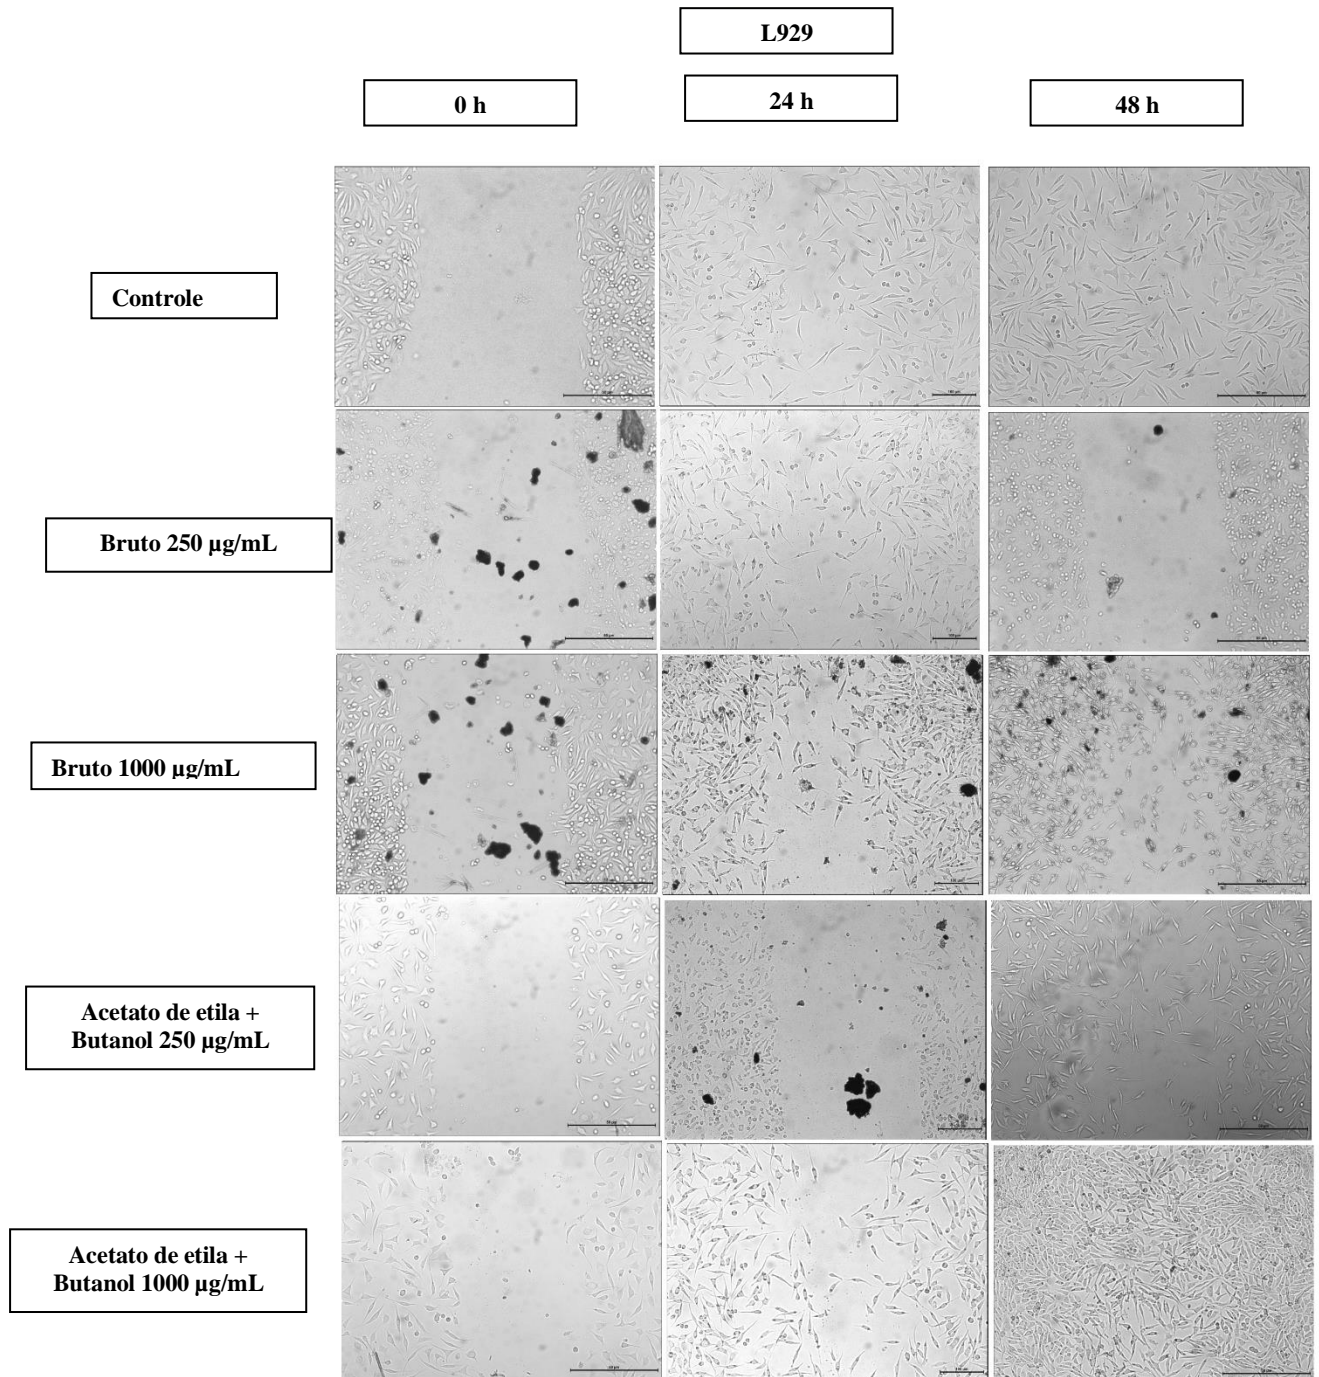 L929
0 h
24 h
48 h
Controle
Bruto 250 µg/mL
Bruto 1000 µg/mL
Acetato de etila +
Butanol 250 µg/mL
Acetato de etila +
Butanol 1000 µg/mL